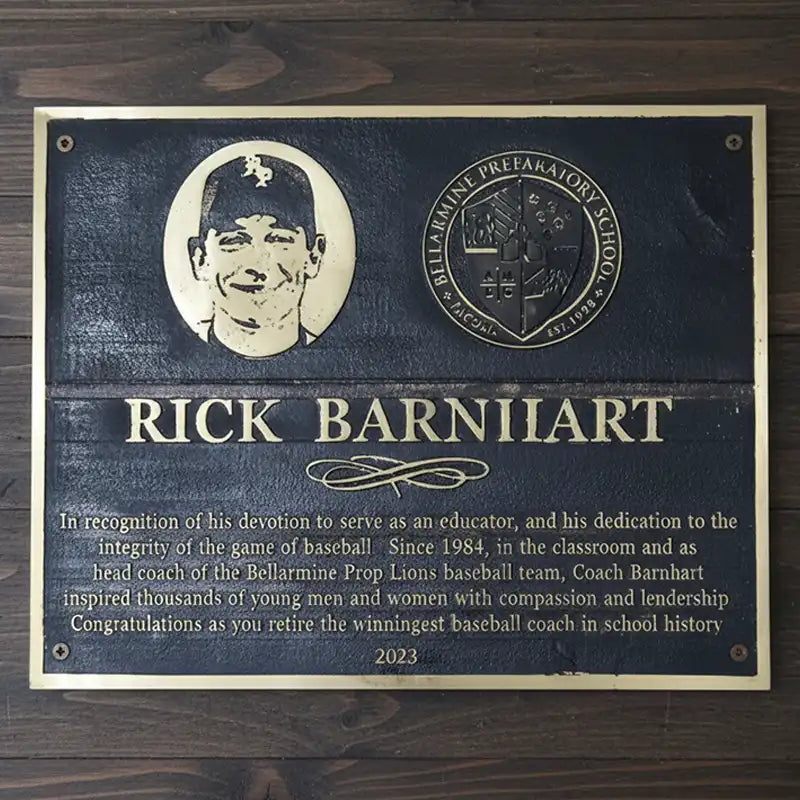 BELLARMINE PREPARATORY SCHOOL
EST. 1928
RICK BARNHART
In recognition of his devotion to serve as an educator, and his dedication to the
integrity of the game of baseball Since 1984, in the classroom and as
head coach of the Bellarmine Prop Lions baseball team, Coach Barnhart
inspired thousands of young men and women with compassion and lendership
Congratulations as you retire the winningest baseball coach in school history
2023